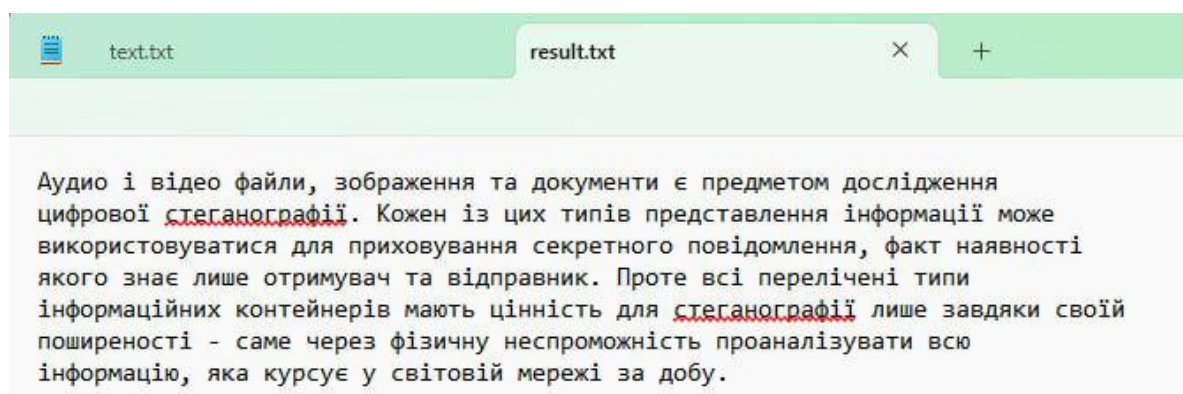 text.txt
result.txt
Аудио і відео файли, зображення та документи є предметом дослідження
цифрової стеганографії. Кожен із цих типів представлення інформації може
використовуватися для приховування секретного повідомлення, факт наявності
якого знає лише отримувач та відправник. Проте всі перелічені типи
інформаційних контейнерів мають цінність для стеганографії лише завдяки своїй
поширеності - саме через фізичну неспроможність проаналізувати всю
інформацію, яка курсує у світовій мережі за добу.